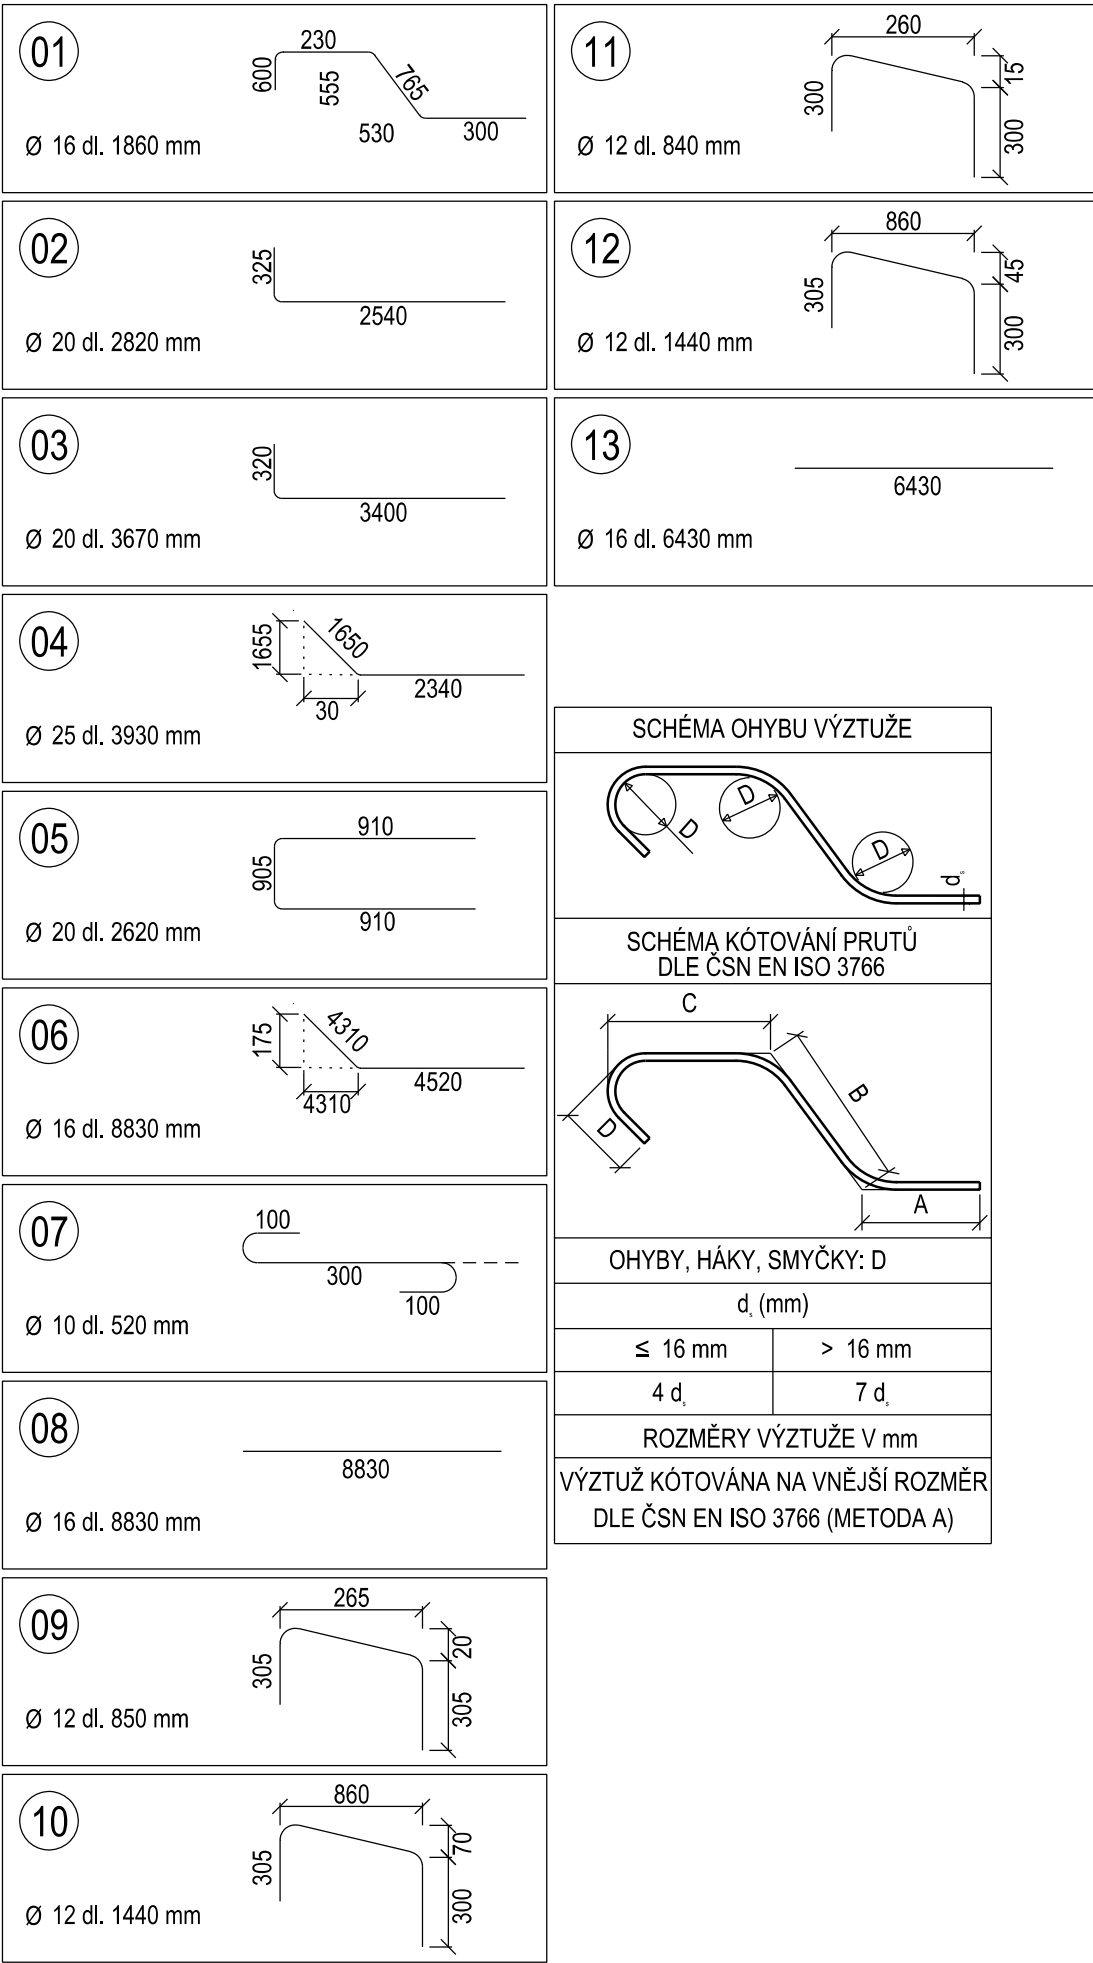 01
230
600
555
765
530
300
Ø 16 dl. 1860 mm
02
325
2540
Ø 20 dl. 2820 mm
03
320
3400
Ø 20 dl. 3670 mm
04
1655
1650
2340
30
Ø 25 dl. 3930 mm
05
910
905
910
Ø 20 dl. 2620 mm
06
175
4310
4520
4310
Ø 16 dl. 8830 mm
07
100
300
100
Ø 10 dl. 520 mm
08
8830
Ø 16 dl. 8830 mm
09
265
20
305
305
Ø 12 dl. 850 mm
10
860
70
305
300
Ø 12 dl. 1440 mm
11
260
15
300
300
Ø 12 dl. 840 mm
12
860
45
305
300
Ø 12 dl. 1440 mm
13
6430
Ø 16 dl. 6430 mm
SCHÉMA OHYBU VÝZTUŽE
D
D
D
ds
SCHÉMA KÓTOVÁNÍ PRUTŮ
DLE ČSN EN ISO 3766
C
B
D
A
OHYBY, HÁKY, SMYČKY: D
ds (mm)
≤ 16 mm
> 16 mm
4 ds
7 ds
ROZMĚRY VÝZTUŽE V mm
VÝZTUŽ KÓTOVÁNA NA VNĚJŠÍ ROZMĚR
DLE ČSN EN ISO 3766 (METODA A)